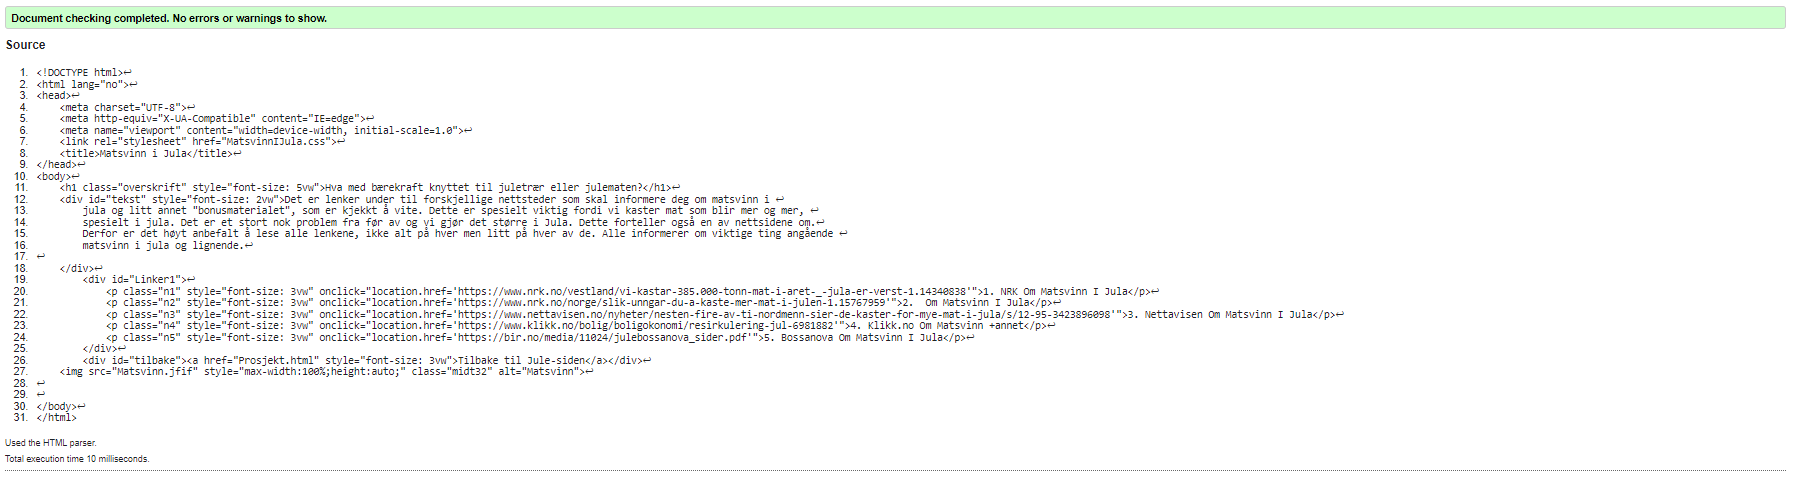 Document checking completed. No errors or warnings to show.
Source
1. <!DOCTYPE html>↩
2. <html lang="no">↩
3. <head>↩
4.     <meta charset="UTF-8">↩
5.     <meta http-equiv="X-UA-Compatible" content="IE=edge">↩
6.     <meta name="viewport" content="width=device-width, initial-scale=1.0">↩
7.     <link rel="stylesheet" href="MatsvinnIJula.css">↩
8.     <title>Matsvinn i Jula</title>↩
9. </head>↩
10. <body>↩
11.     <h1 class="overskrift" style="font-size: 5vw">Hva med bærekraft knyttet til juletrær eller julematen?</h1>↩
12.     <div id="tekst" style="font-size: 2vw">Det er lenker under til forskjellige nettsteder som skal informere deg om matsvinn i ↩
13.         jula og litt annet "bonusmaterialet", som er kjekkt å vite. Dette er spesielt viktig fordi vi kaster mat som blir mer og mer, ↩
14.         spesielt i jula. Det er et stort nok problem fra før av og vi gjør det større i Jula. Dette forteller også en av nettsidene om.↩
15.         Derfor er det høyt anbefalt å lese alle lenkene, ikke alt på hver men litt på hver av de. Alle informerer om viktige ting angående ↩
16.         matsvinn i jula og lignende.↩
17. ↩
18.     </div>↩
19.         <div id="Linker1">↩
20.             <p class="n1" style="font-size: 3vw" onclick="location.href='https://www.nrk.no/vestland/vi-kastar-385.000-tonn-mat-i-aret-_-jula-er-verst-1.14340838'">1. NRK Om Matsvinn I Jula</p>↩
21.             <p class="n2" style="font-size: 3vw" onclick="location.href='https://www.nrk.no/norge/slik-unngar-du-a-kaste-mer-mat-i-julen-1.15767959'">2.  Om Matsvinn I Jula</p>↩
22.             <p class="n3" style="font-size: 3vw" onclick="location.href='https://www.nettavisen.no/nyheter/nesten-fire-av-ti-nordmenn-sier-de-kaster-for-mye-mat-i-jula/s/12-95-3423896098'">3. Nettavisen Om Matsvinn I Jula</p>↩
23.             <p class="n4" style="font-size: 3vw" onclick="location.href='https://www.klikk.no/bolig/boligokonomi/resirkulering-jul-6981882'">4. Klikk.no Om Matsvinn +annet</p>↩
24.             <p class="n5" style="font-size: 3vw" onclick="location.href='https://bir.no/media/11024/julebossanova_sider.pdf'">5. Bossanova Om Matsvinn I Jula</p>↩
25.         </div>↩
26.         <div id="tilbake"><a href="Prosjekt.html" style="font-size: 3vw">Tilbake til Jule-siden</a></div>↩
27.     <img src="Matsvinn.jfif" style="max-width:100%;height:auto;" class="midt32" alt="Matsvinn">↩
28. ↩
29. ↩
30. </body>↩
31. </html>
Used the HTML parser.
Total execution time 10 milliseconds.